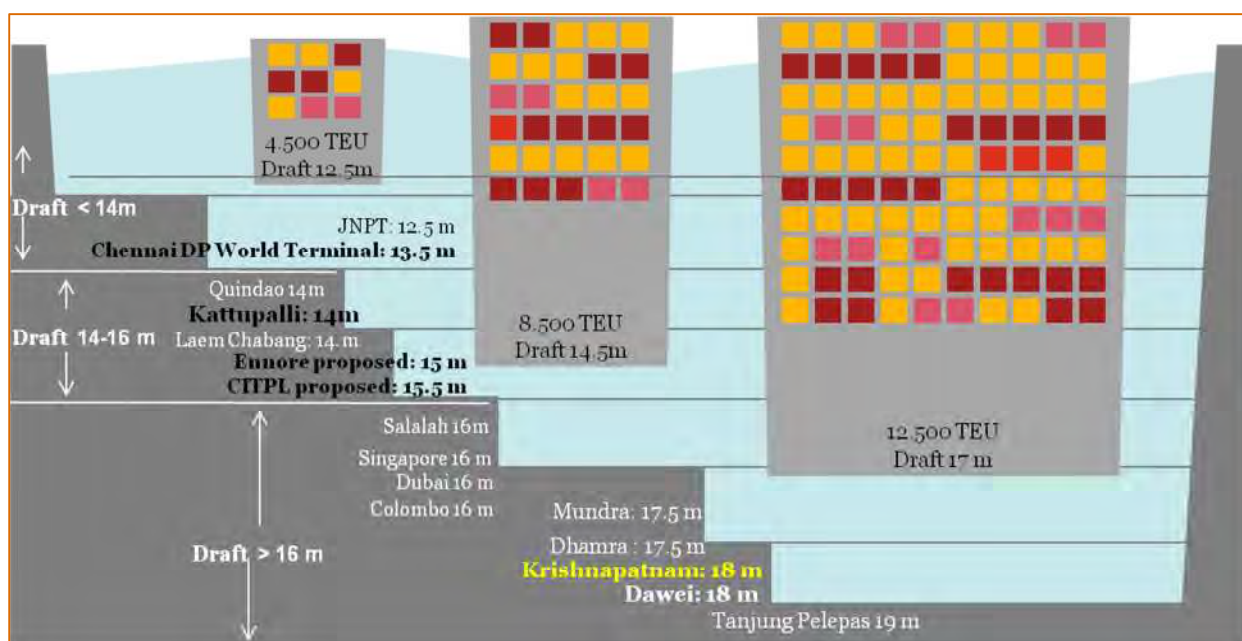 4.500 TEU
Draft 12.5m
8.500 TEU
Draft 14.5m
12.500 TEU
Draft 17 m
Draft < 14m
JNPT: 12.5 m
Chennai DP World Terminal: 13.5 m
Draft 14-16 m
Quindao 14m
Kattupalli: 14m
Laem Chabang: 14 m
Ennore proposed: 15 m
CITPL proposed: 15.5 m
Draft > 16 m
Salalah 16m
Singapore 16 m
Dubai 16 m
Colombo 16 m
Mundra: 17.5 m
Dhamra : 17.5 m
Krishnapatnam: 18 m
Dawei: 18 m
Tanjung Pelepas 19 m